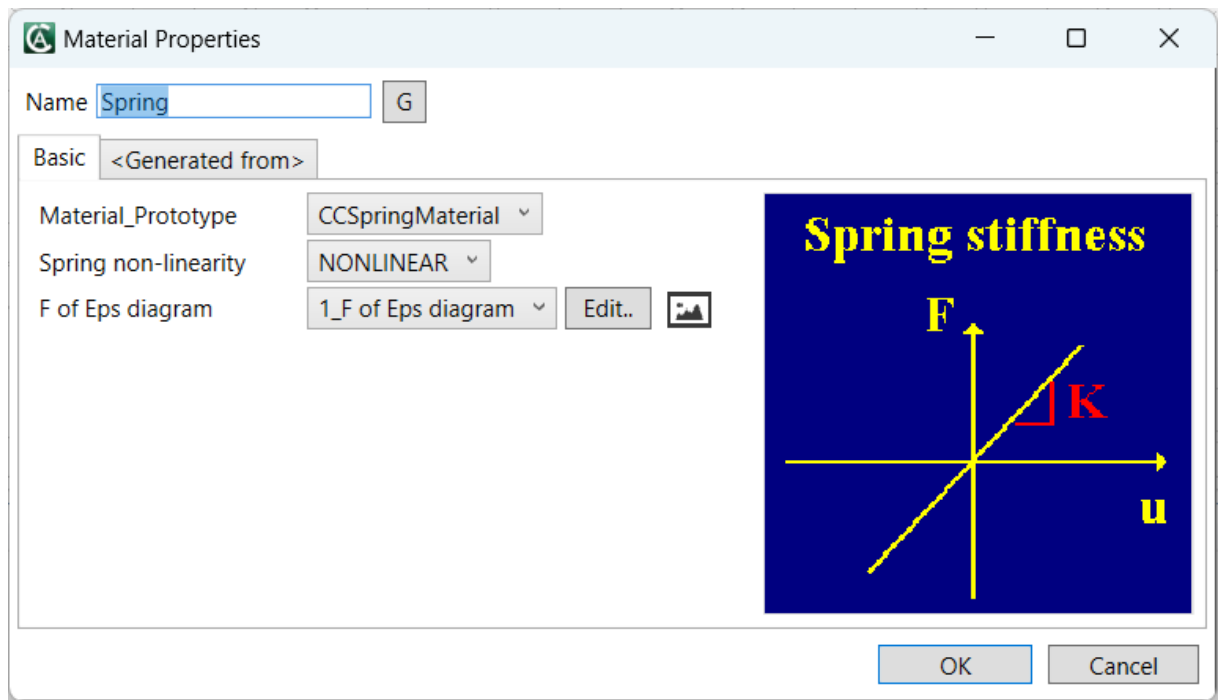 Material Properties
Name Spring G
Basic <Generated from>
Material_Prototype CCSpringMaterial
Spring non-linearity NONLINEAR
F of Eps diagram 1_F of Eps diagram Edit..
Spring stiffness
F
K
u
OK Cancel